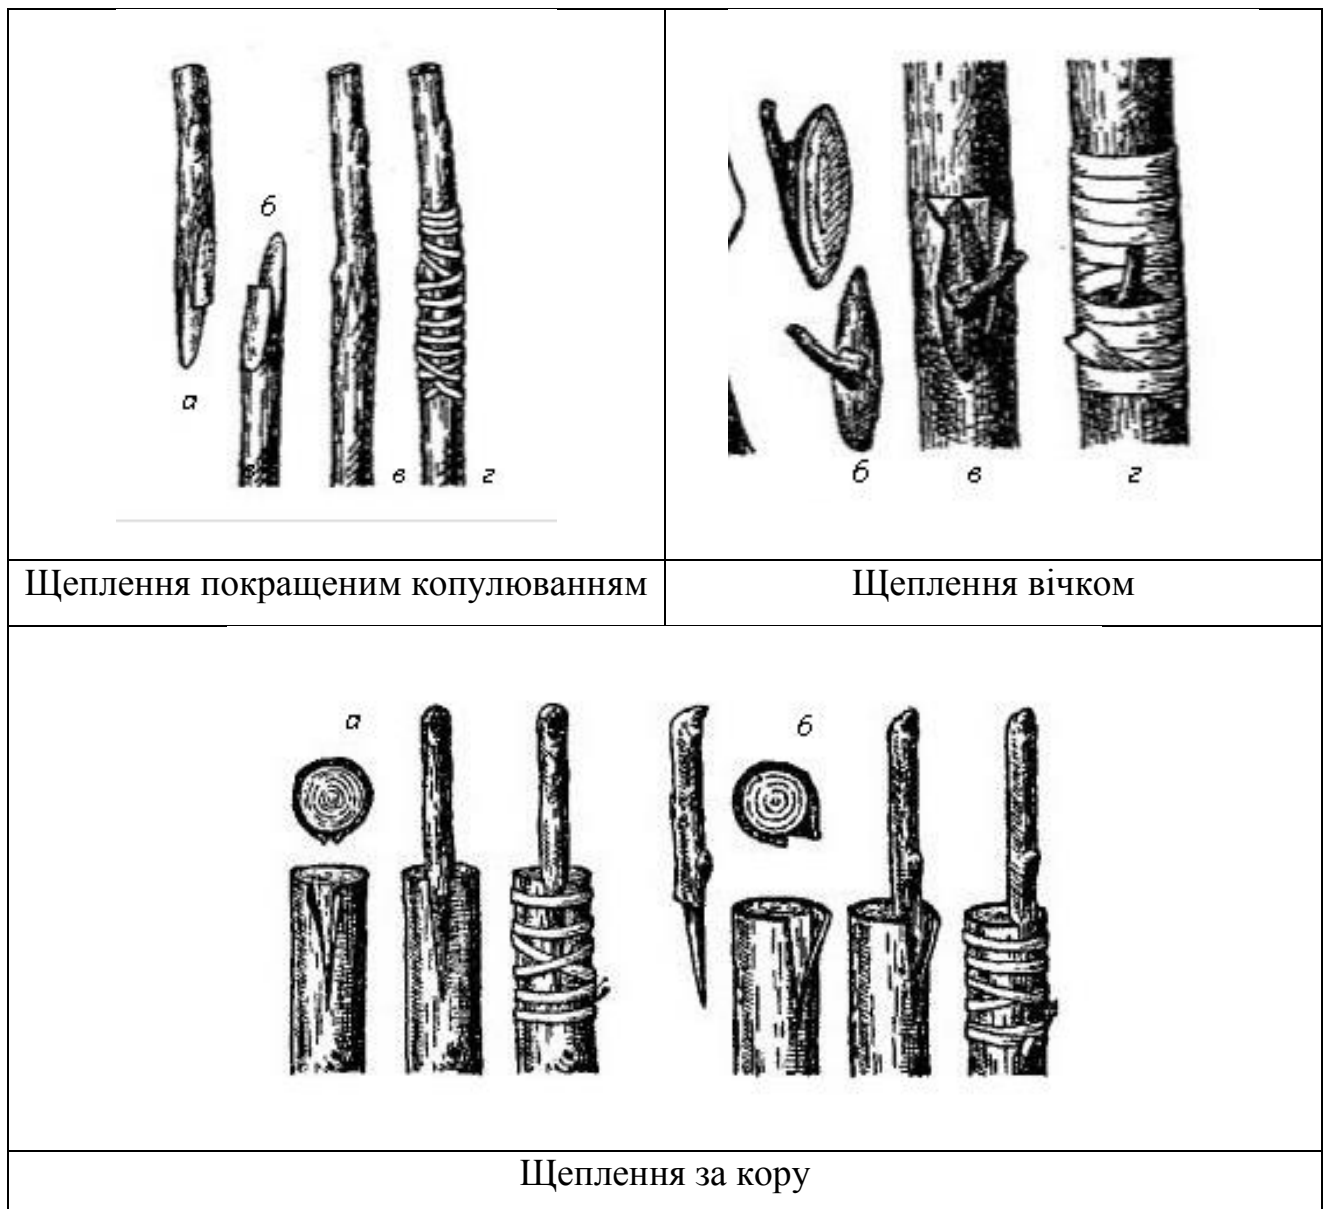 б
а
в
г
Щеплення покращеним копулюванням
б
в
г
Щеплення вічком
а
б
Щеплення за кору